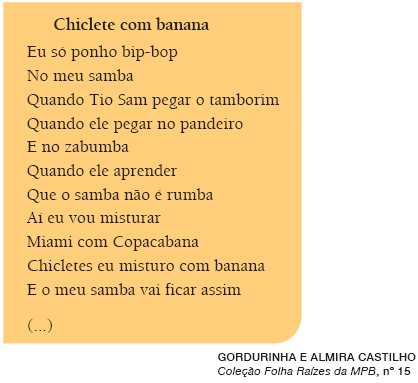 Chiclete com banana
Eu só ponho bip-bop
No meu samba
Quando Tio Sam pegar o tamborim
Quando ele pegar no pandeiro
E no zabumba
Quando ele aprender
Que o samba não é rumba
Aí eu vou misturar
Miami com Copacabana
Chicletes eu misturo com banana
E o meu samba vai ficar assim
(...)
GORDURINHA E ALMIRA CASTILHO
Coleção Folha Raízes da MPB, nº 15